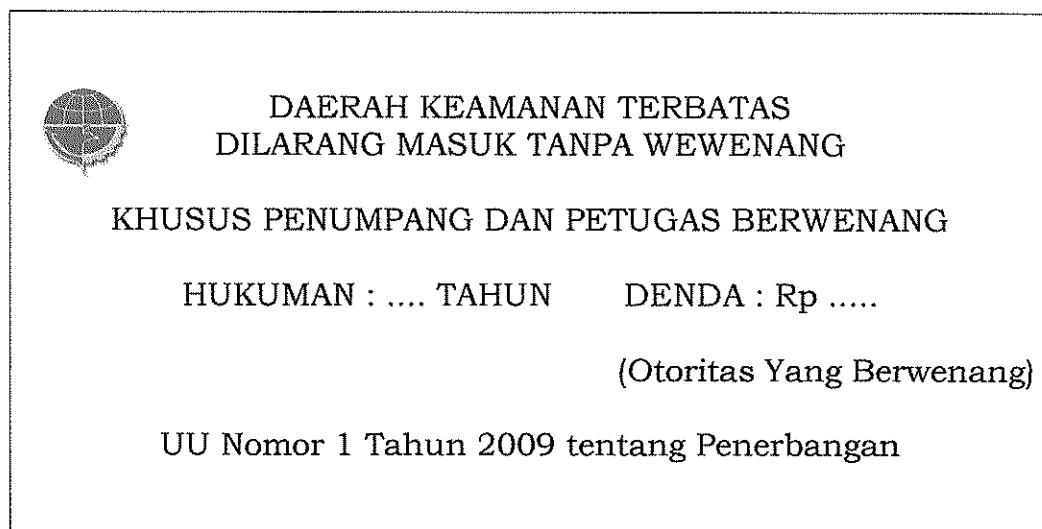 DAERAH KEAMANAN TERBATAS
DILARANG MASUK TANPA WEWENANG
KHUSUS PENUMPANG DAN PETUGAS BERWENANG
HUKUMAN : .... TAHUN DENDA : Rp .....
(Otoritas Yang Berwenang)
UU Nomor 1 Tahun 2009 tentang Penerbangan